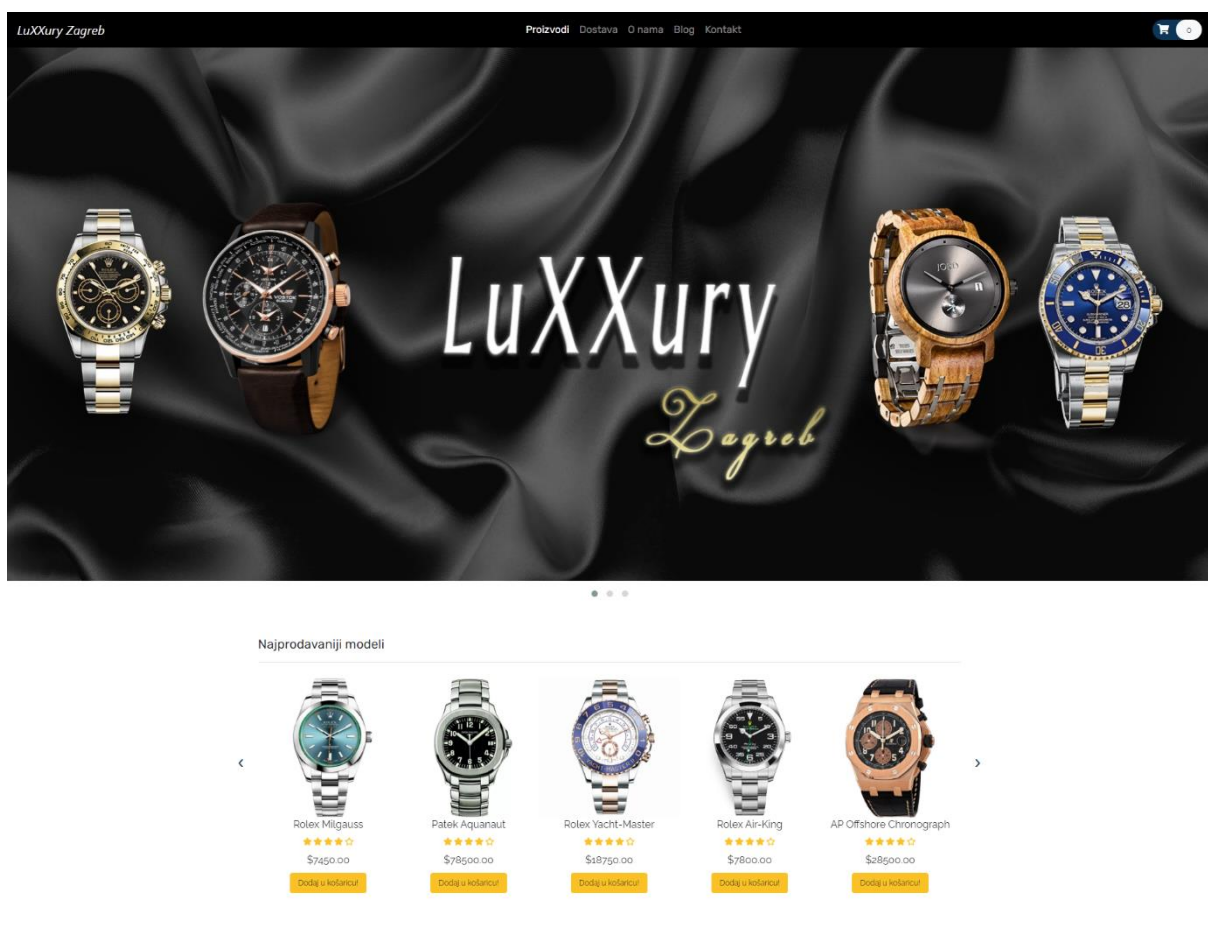 LuXXury Zagreb
Proizvodi Dostava O nama Blog Kontakt
0
LuXXury
Zagreb
Najprodavaniji modeli
Rolex Milgauss
$7450.00
Dodaj u košaricu!
Patek Aquanaut
$78500.00
Dodaj u košaricu!
Rolex Yacht-Master
$18750.00
Dodaj u košaricu!
Rolex Air-King
$7800.00
Dodaj u košaricu!
AP Offshore Chronograph
$28500.00
Dodaj u košaricu!